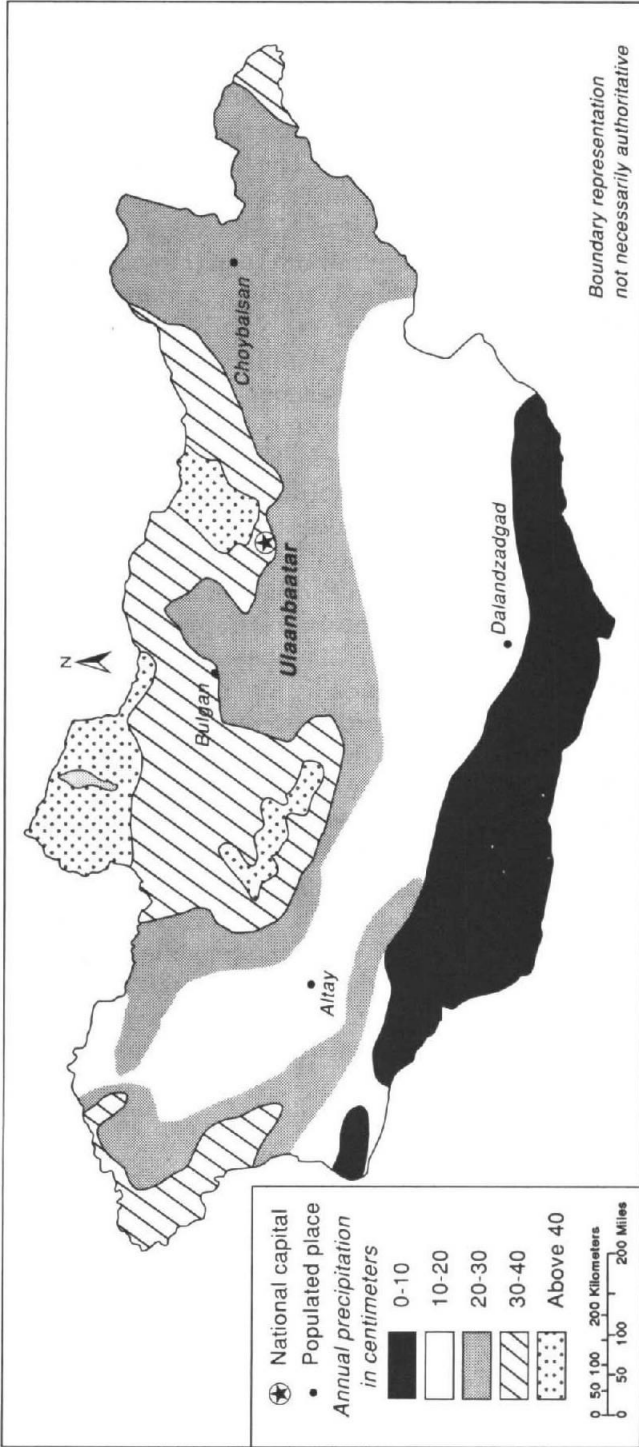 N
Bulgan
Ulaanbaatar
Choybalsan
Altay
Dalandzadgad
National capital
Populated place
Annual precipitation
in centimeters
0-10
10-20
20-30
30-40
Above 40
0 50 100 200 Kilometers
0 50 100 200 Miles
Boundary representation
not necessarily authoritative